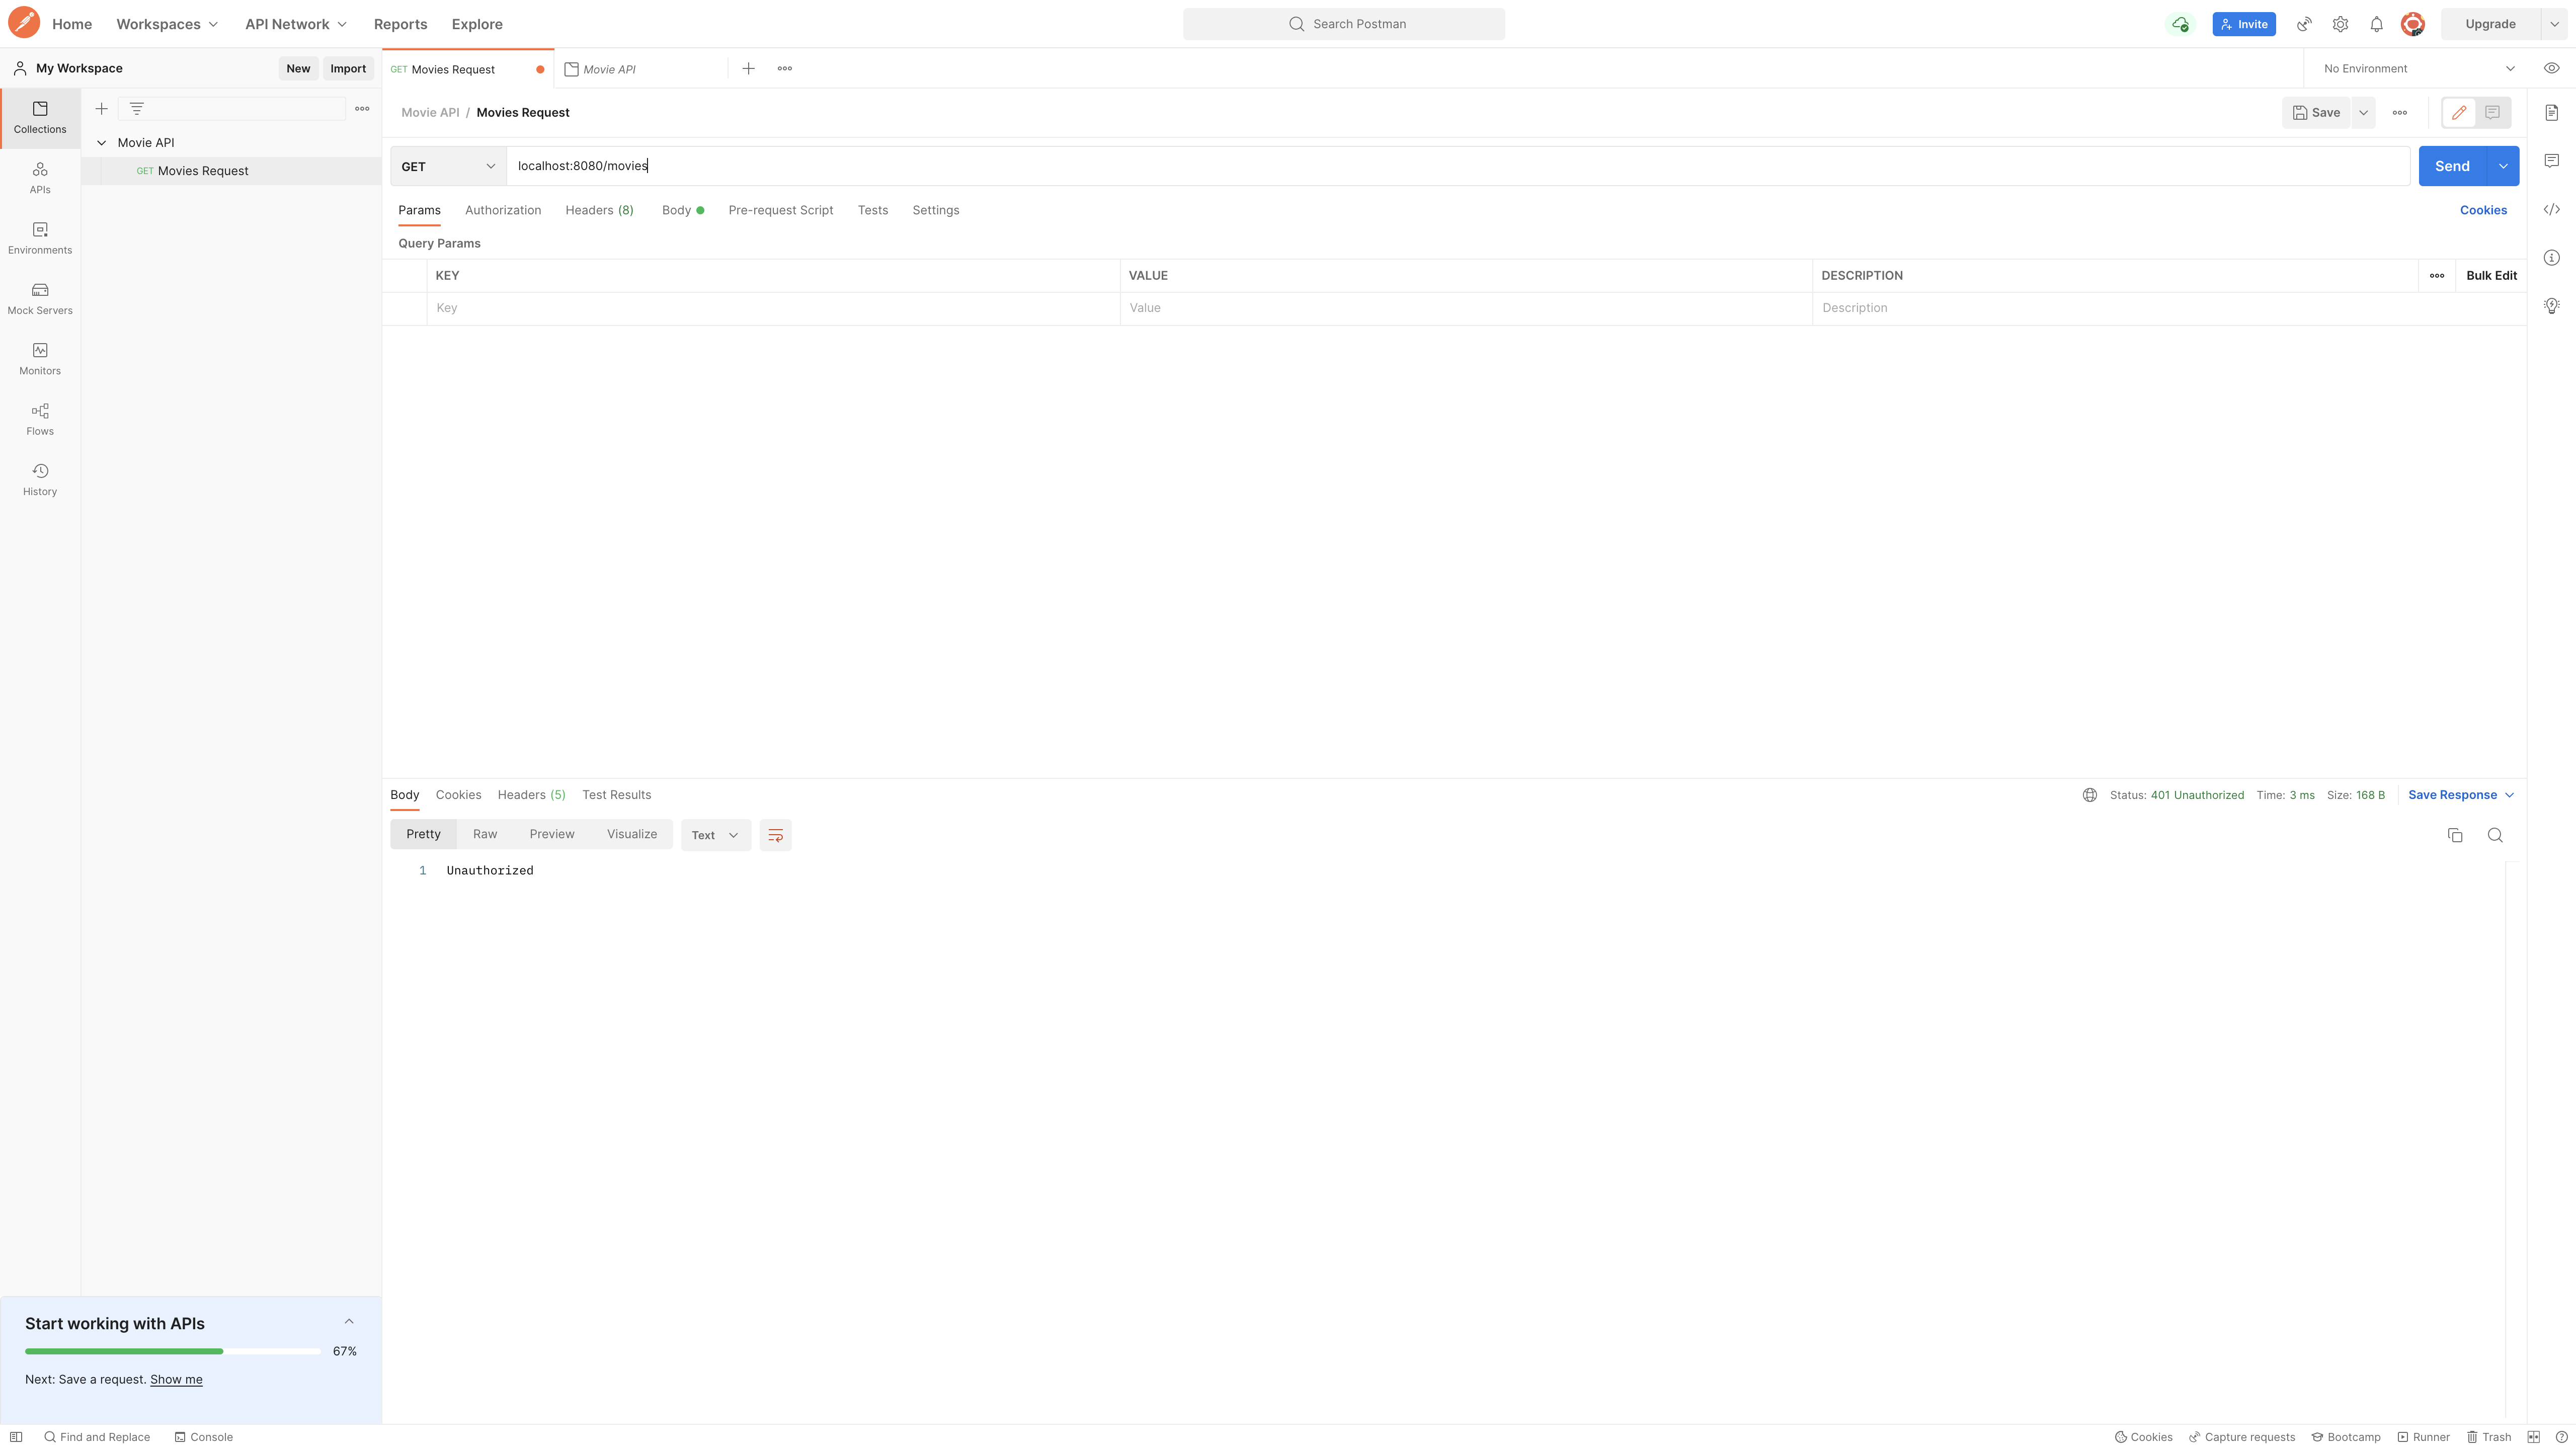 Home Workspaces API Network Reports Explore Search Postman Invite Upgrade
My Workspace New Import GET Movies Request Movie API No Environment
Collections
APIs
Environments
Mock Servers
Monitors
Flows
History
Movie API
GET Movies Request
Movie API / Movies Request Save
GET localhost:8080/movies Send
Params Authorization Headers (8) Body Pre-request Script Tests Settings Cookies
Query Params
KEY VALUE DESCRIPTION Bulk Edit
Key Value Description
Body Cookies Headers (5) Test Results Status: 401 Unauthorized Time: 3 ms Size: 168 B Save Response
Pretty Raw Preview Visualize Text
1 Unauthorized
Start working with APIs
67%
Next: Save a request. Show me
Find and Replace Console Cookies Capture requests Bootcamp Runner Trash